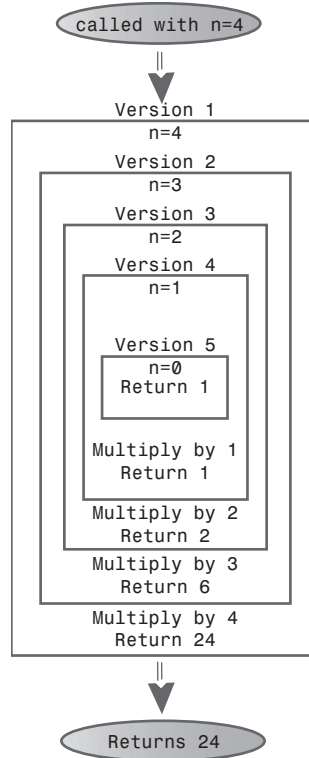 called with n=4
Version 1
n=4
Version 2
n=3
Version 3
n=2
Version 4
n=1
Version 5
n=0
Return 1
Multiply by 1
Return 1
Multiply by 2
Return 2
Multiply by 3
Return 6
Multiply by 4
Return 24
Returns 24